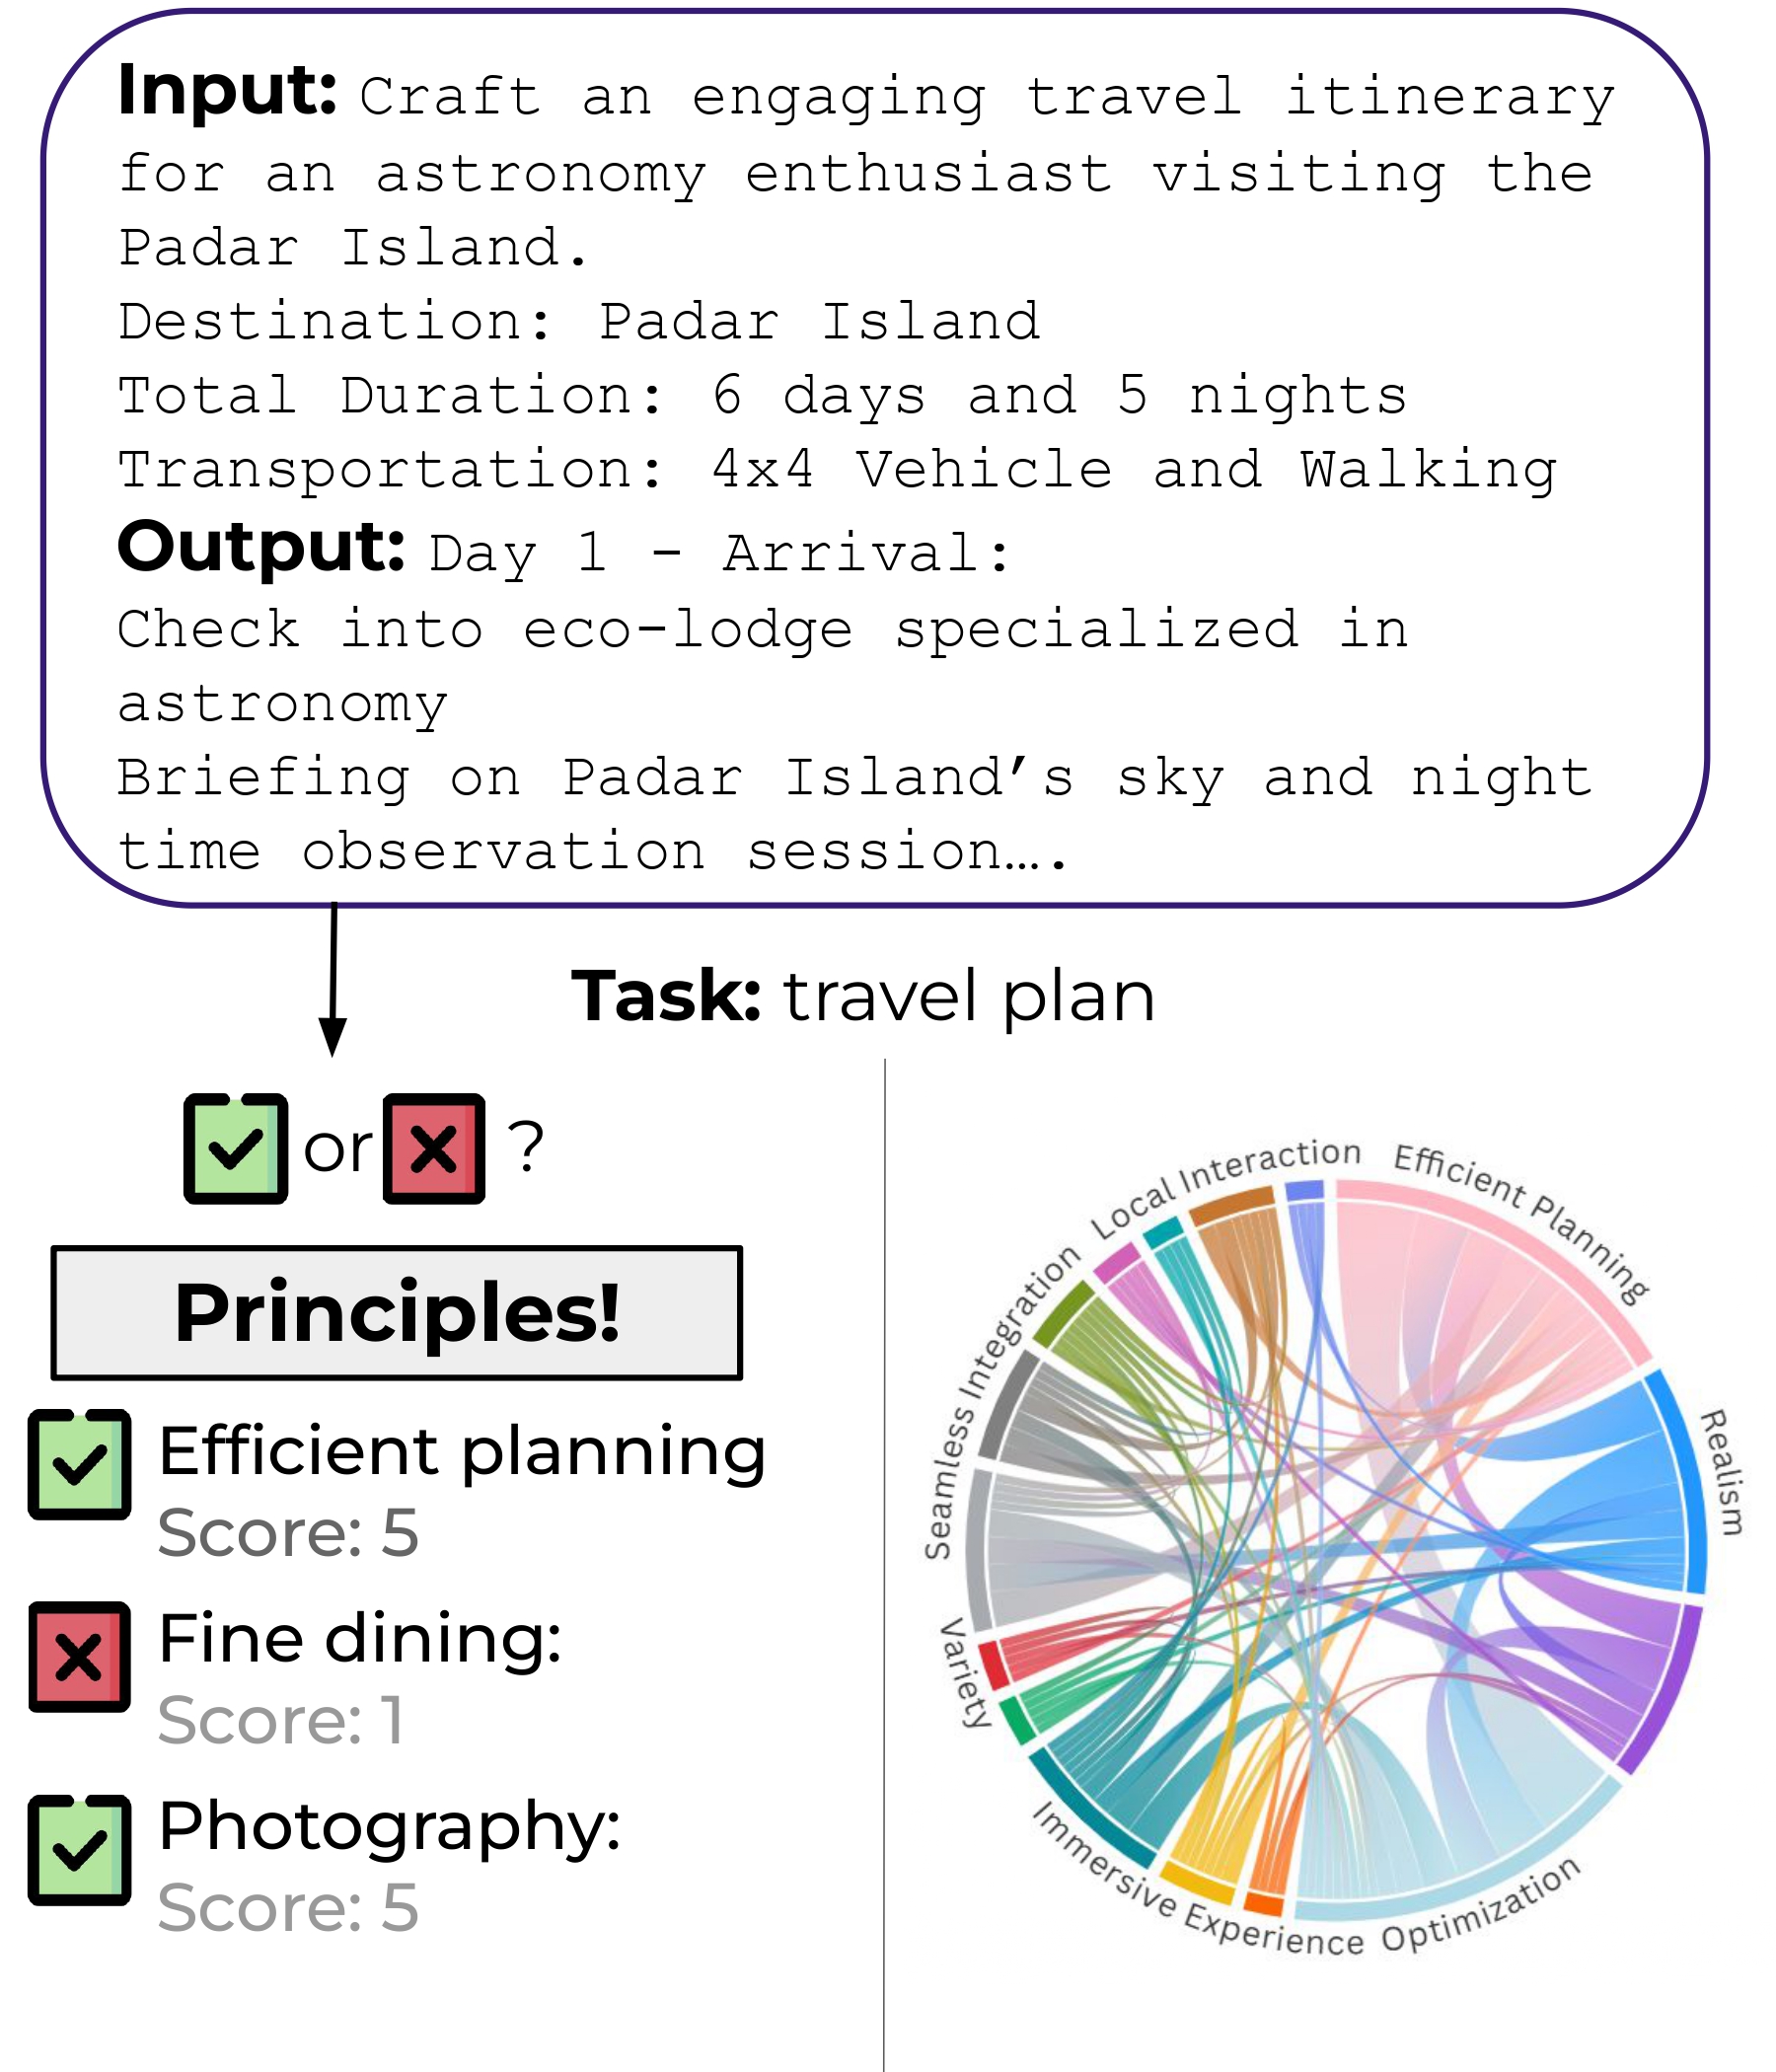 Input: Craft an engaging travel itinerary
for an astronomy enthusiast visiting the
Padar Island.
Destination: Padar Island
Total Duration: 6 days and 5 nights
Transportation: 4x4 Vehicle and Walking
Output: Day 1 - Arrival:
Check into eco-lodge specialized in
astronomy
Briefing on Padar Island’s sky and night
time observation session….
Task: travel plan
or ?
Principles!
Efficient planning
Score: 5
Fine dining:
Score: 1
Photography:
Score: 5
Local Interaction
Efficient Planning
Realism
Seamless Integration
Variety
Immersive Experience
Optimization